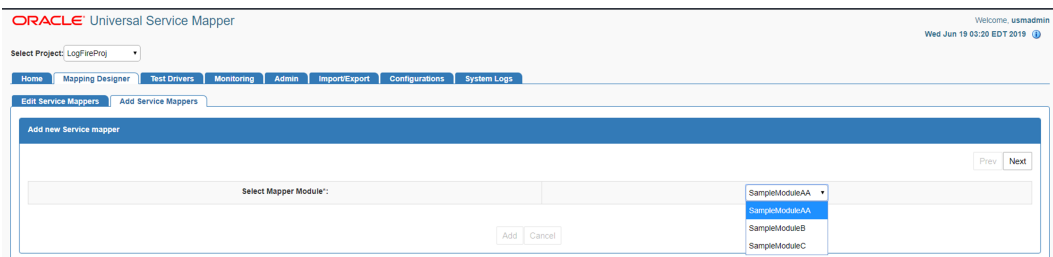 ORACLE Universal Service Mapper
Welcome, usmadmin
Wed Jun 19 03:20 EDT 2019
Select Project: LogFireProj
Home Mapping Designer Test Drivers Monitoring Admin Import/Export Configurations System Logs
Edit Service Mappers Add Service Mappers
Add new Service mapper
Prev Next
Select Mapper Module*: SampleModuleAA
SampleModuleAA
SampleModuleB
SampleModuleC
Add Cancel